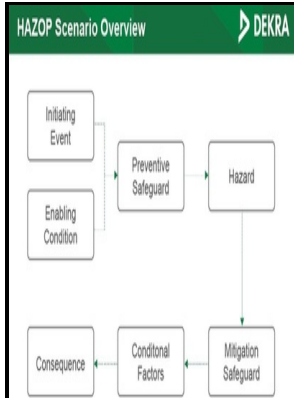 HAZOP Scenario Overview
DEKRA
Initiating
Event
Preventive
Safeguard
Hazard
Enabling
Condition
Consequence
Conditonal
Factors
Mitigation
Safeguard